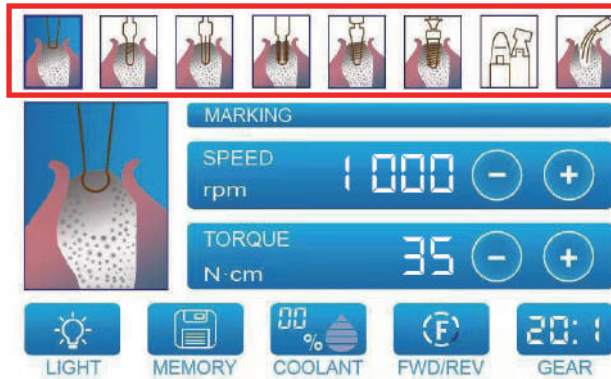 MARKING
SPEED
rpm
1000
- +
TORQUE
N·cm
35
- +
00
%
F
20:1
LIGHT MEMORY COOLANT FWD/REV GEAR